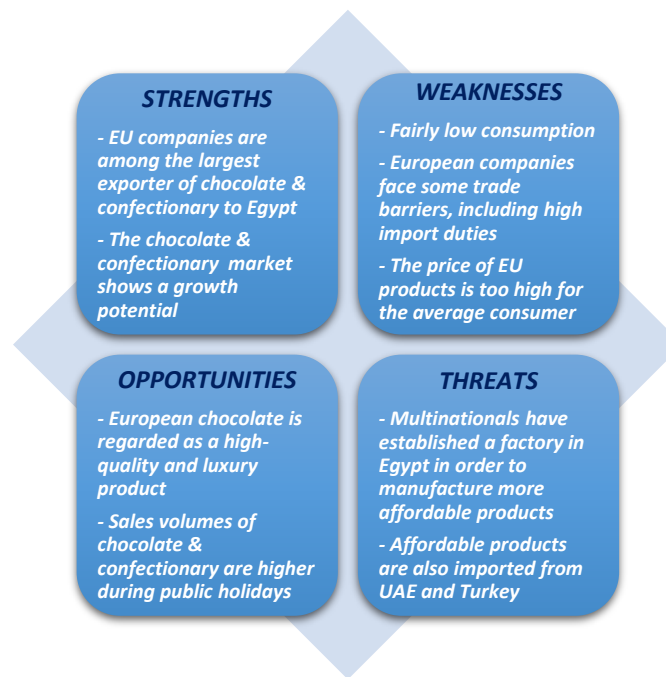 STRENGTHS
- EU companies are
among the largest
exporter of chocolate &
confectionary to Egypt
- The chocolate &
confectionary market
shows a growth
potential
WEAKNESSES
- Fairly low consumption
- European companies
face some trade
barriers, including high
import duties
- The price of EU
products is too high for
the average consumer
OPPORTUNITIES
- European chocolate is
regarded as a high-
quality and luxury
product
- Sales volumes of
chocolate &
confectionary are higher
during public holidays
THREATS
- Multinationals have
established a factory in
Egypt in order to
manufacture more
affordable products
- Affordable products
are also imported from
UAE and Turkey